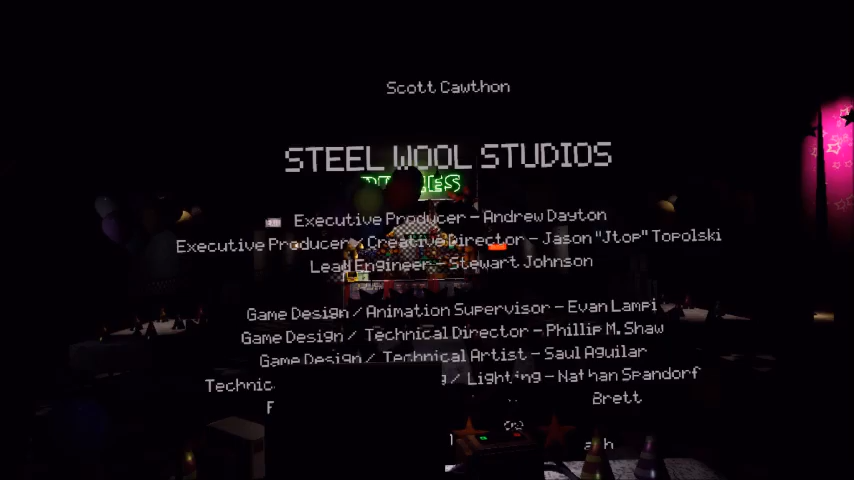 Scott Cawthon
STEEL WOOL STUDIOS
Executive Producer - Andrew Dayton
Executive Producer / Creative Director - Jason "Jtop" Topolski
Lead Engineer - Stewart Johnson
Game Design / Animation Supervisor - Evan Lampi
Game Design / Technical Director - Phillip M. Shaw
Game Design / Technical Artist - Saul Aguilar
/ Lighting - Nathan Spandorf
Brett